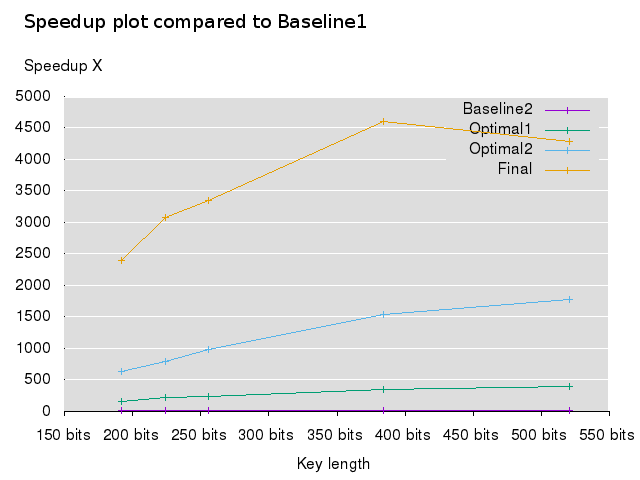 Speedup plot compared to Baseline1
Speedup X
5000
4500
4000
3500
3000
2500
2000
1500
1000
500
0
Baseline2
Optimal1
Optimal2
Final
150 bits 200 bits 250 bits 300 bits 350 bits 400 bits 450 bits 500 bits 550 bits
Key length